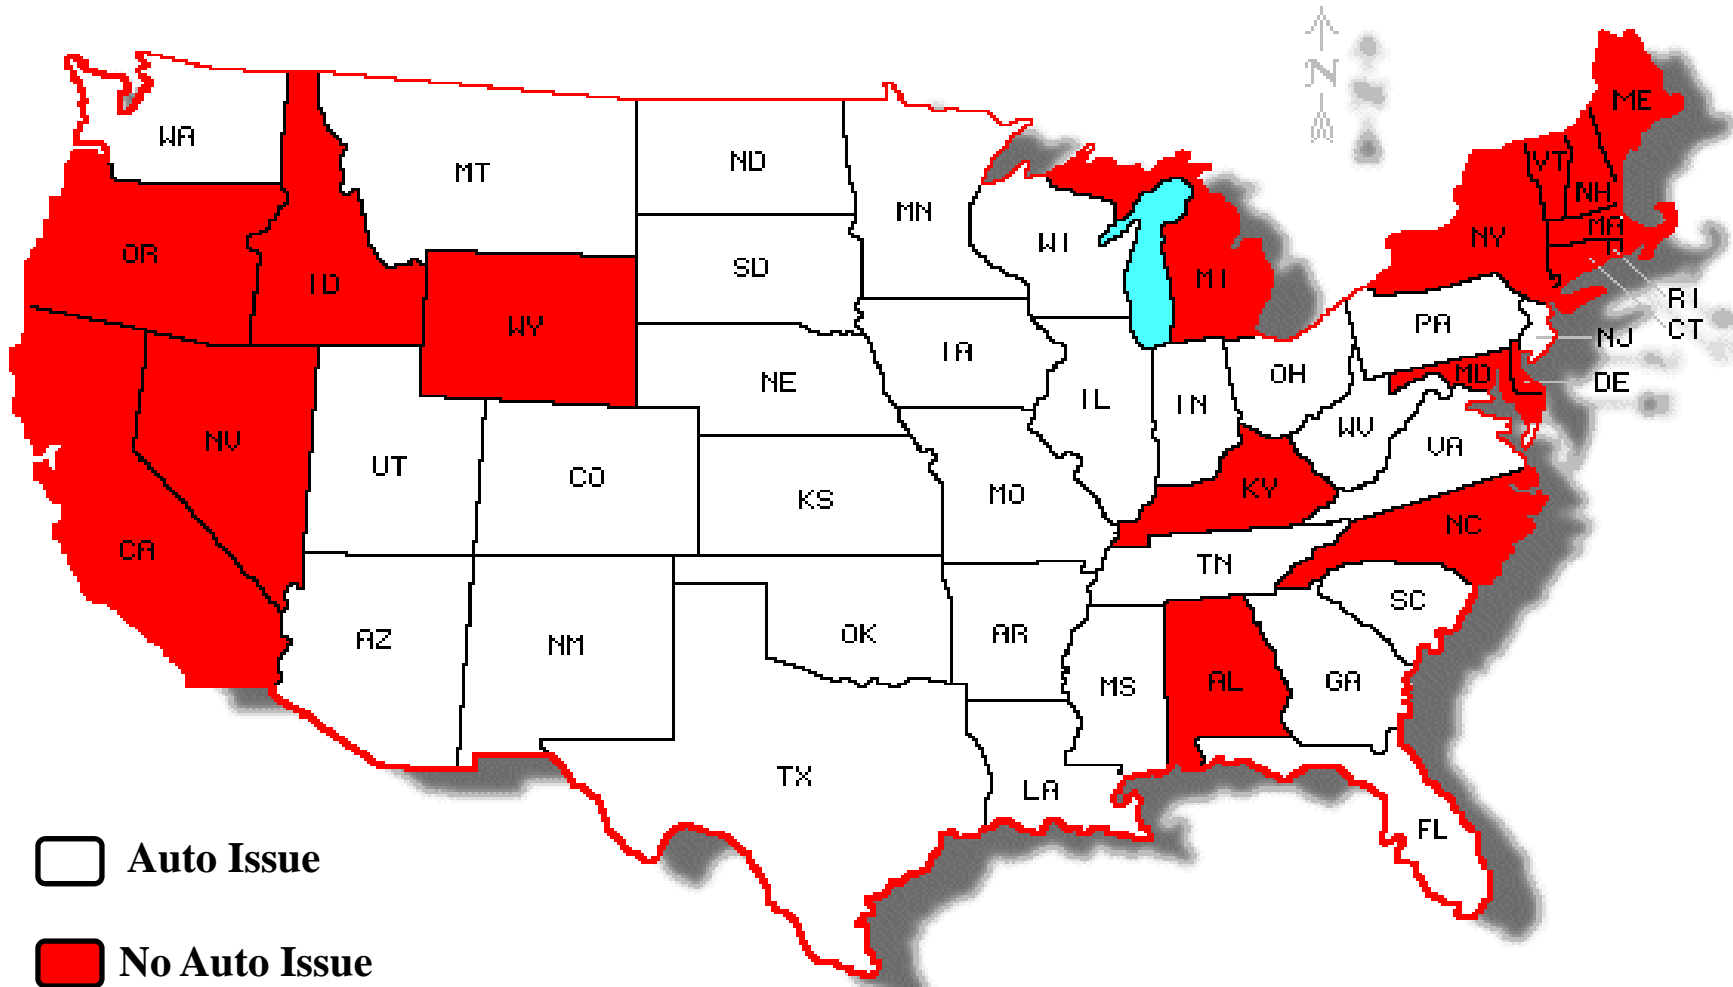 N
ME
WA
VT
ND
MT
NH
MN
MA
WI
NY
OR
SD
MI
ID
RI
WY
PA
CT
NJ
IA
OH
MD
DE
NE
IL
IN
WV
NV
VA
UT
CO
KY
MO
KS
NC
CA
TN
SC
AZ
NM
OK
AR
MS
AL
GA
TX
LA
FL
Auto Issue
No Auto Issue